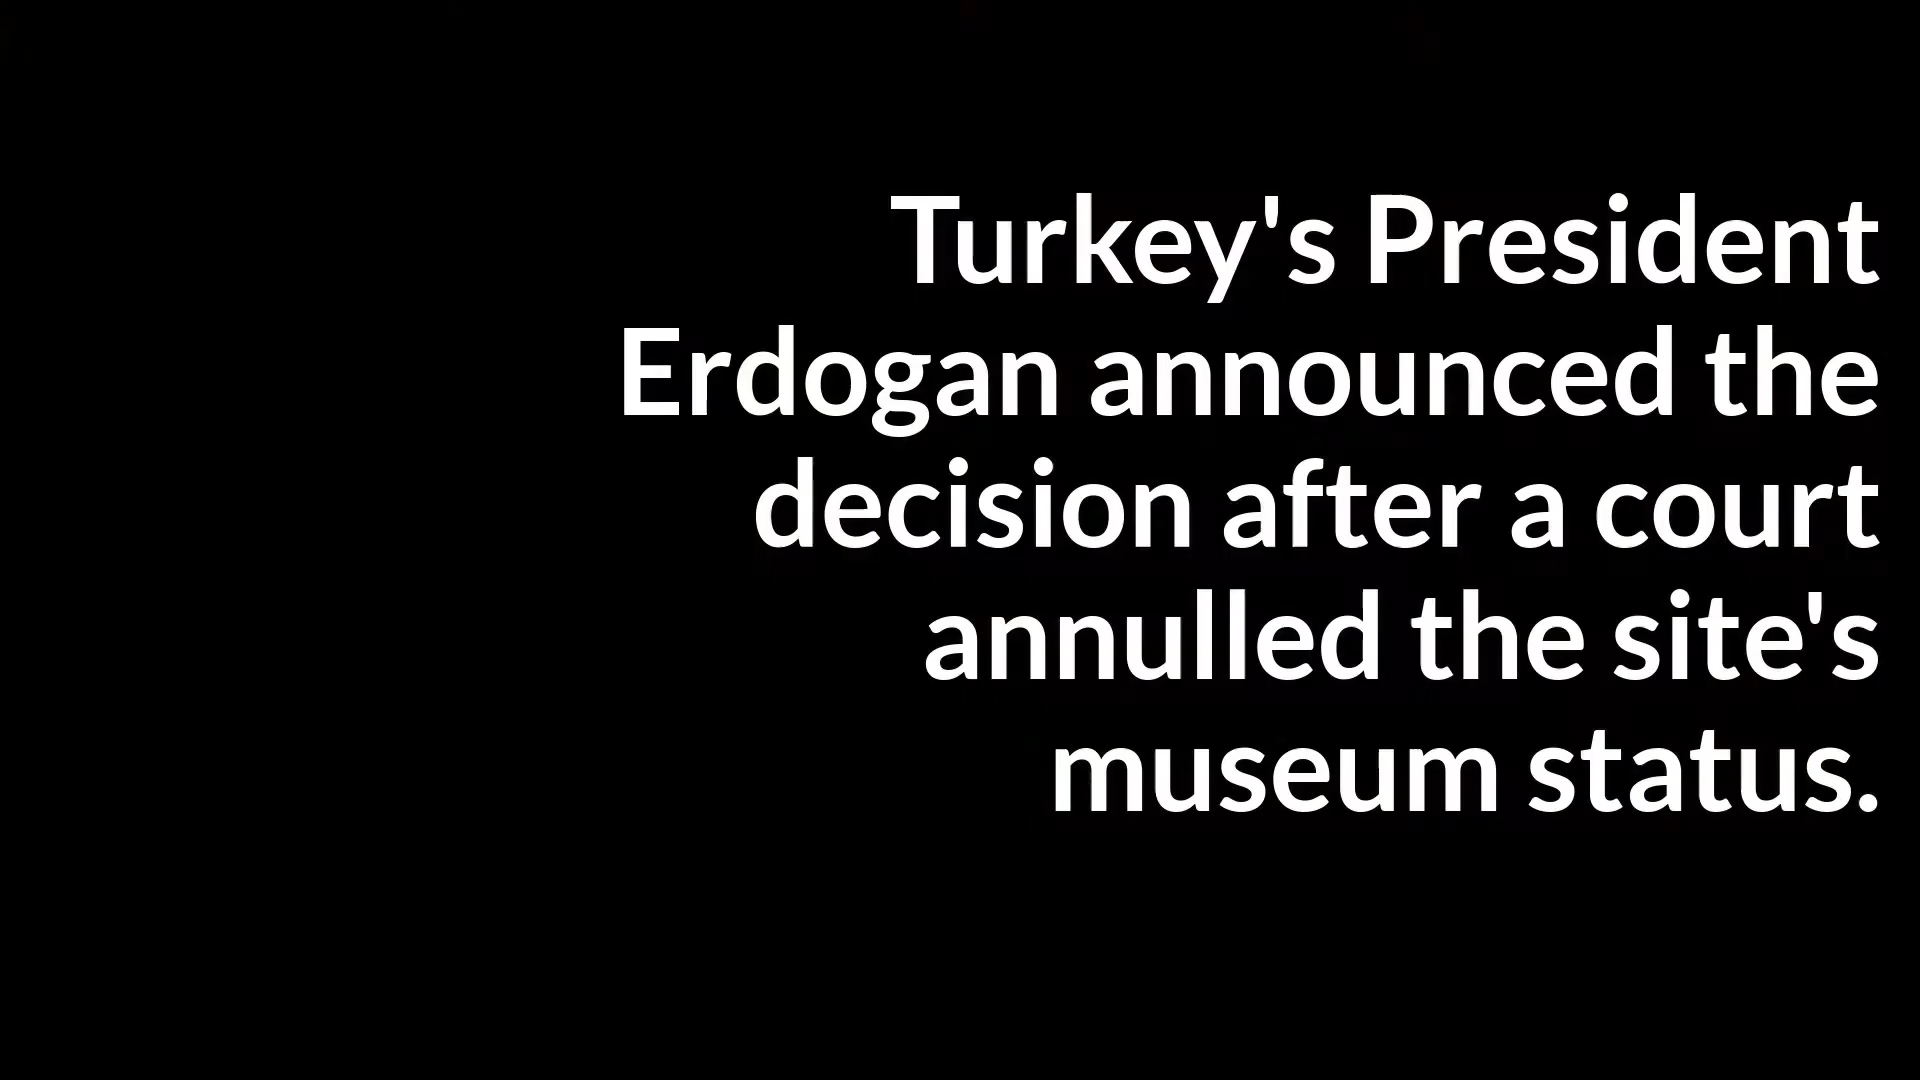 Turkey's President
Erdogan announced the
decision after a court
annulled the site's
museum status.